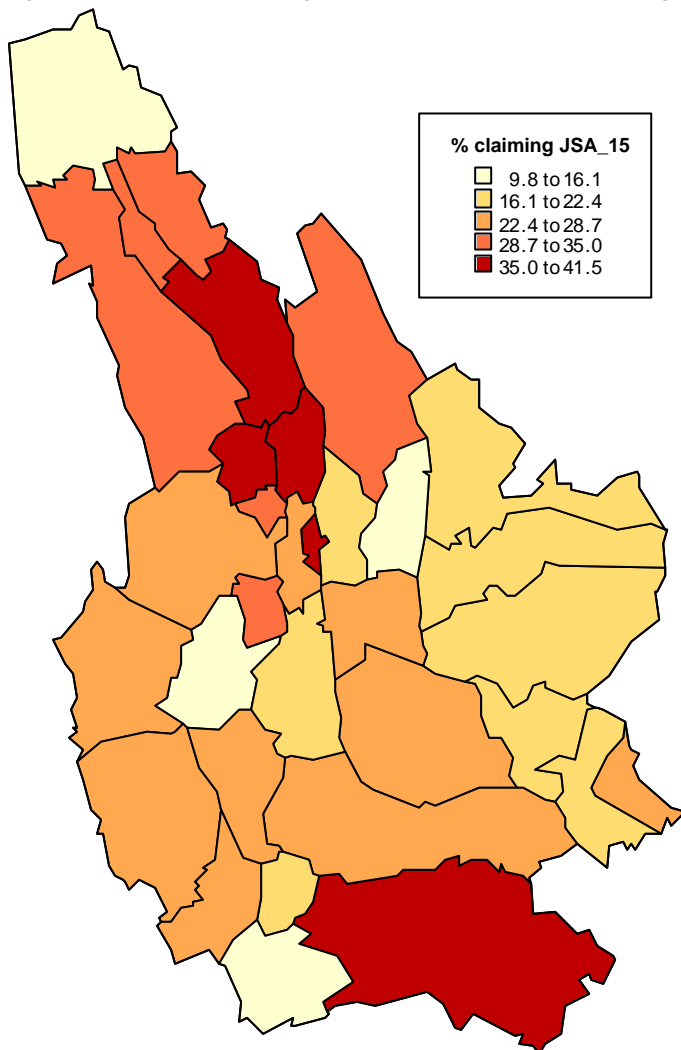 % claiming JSA_15
9.8 to 16.1
16.1 to 22.4
22.4 to 28.7
28.7 to 35.0
35.0 to 41.5